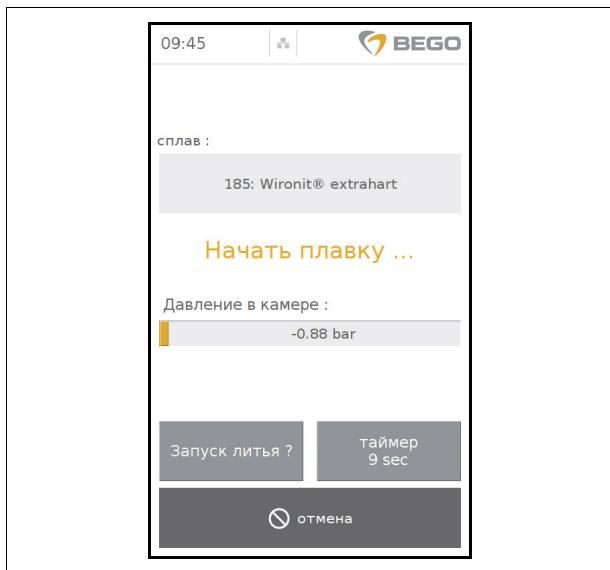 09:45
BEGO
сплав :
185: Wironit® extrahart
Начать плавку ...
Давление в камере :
-0.88 bar
Запуск литья ?
таймер
9 sec
отмена